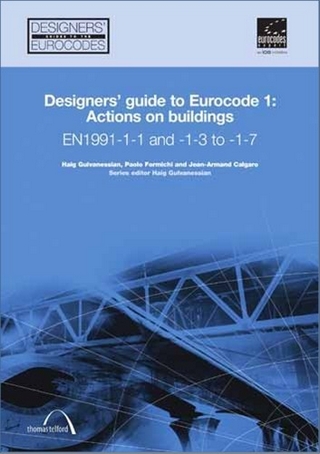 DESIGNERS'
GUIDES TO THE
EUROCODES
eurocodes
expert
Designers' guide to Eurocode 1:
Actions on buildings
EN1991-1-1 and -1-3 to -1-7
Haig Gulvanessian, Paolo Formichi and Jean-Armand Calgaro
Series editor Haig Gulvanessian
thomas telford